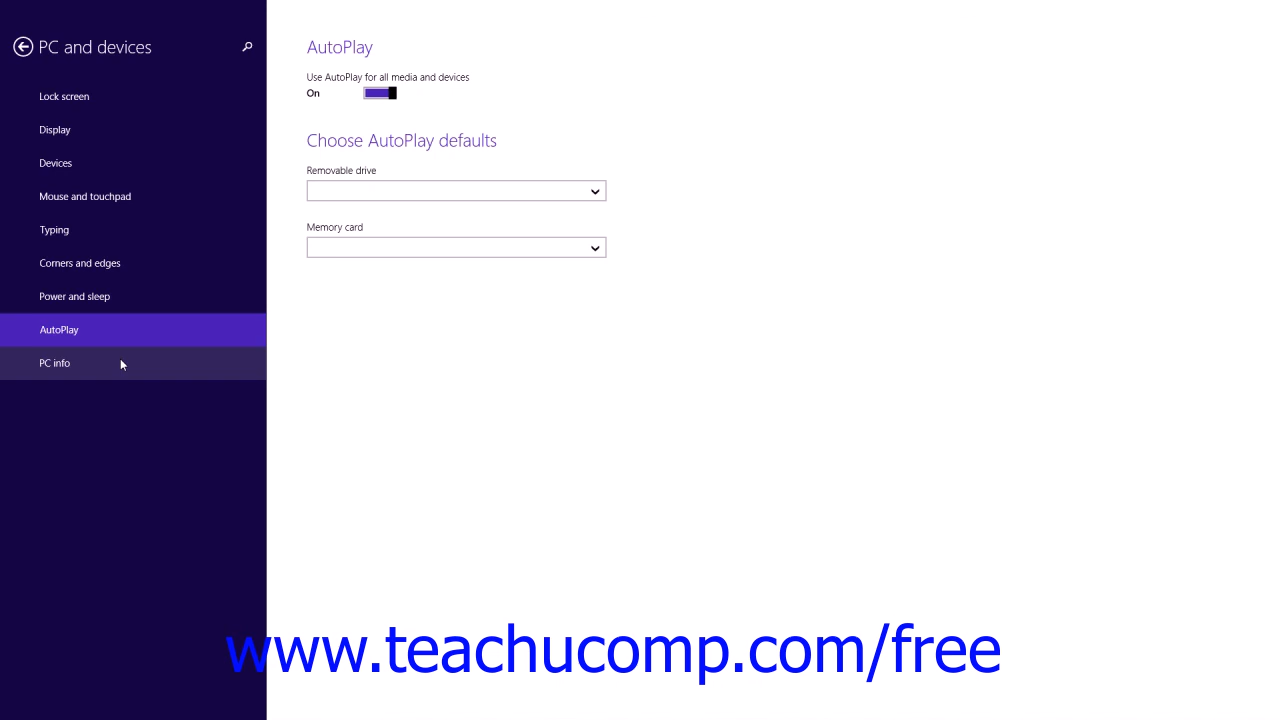 PC and devices
Lock screen
Display
Devices
Mouse and touchpad
Typing
Corners and edges
Power and sleep
AutoPlay
PC info
AutoPlay
Use AutoPlay for all media and devices
On
Choose AutoPlay defaults
Removable drive
Memory card
www.teachucomp.com/free